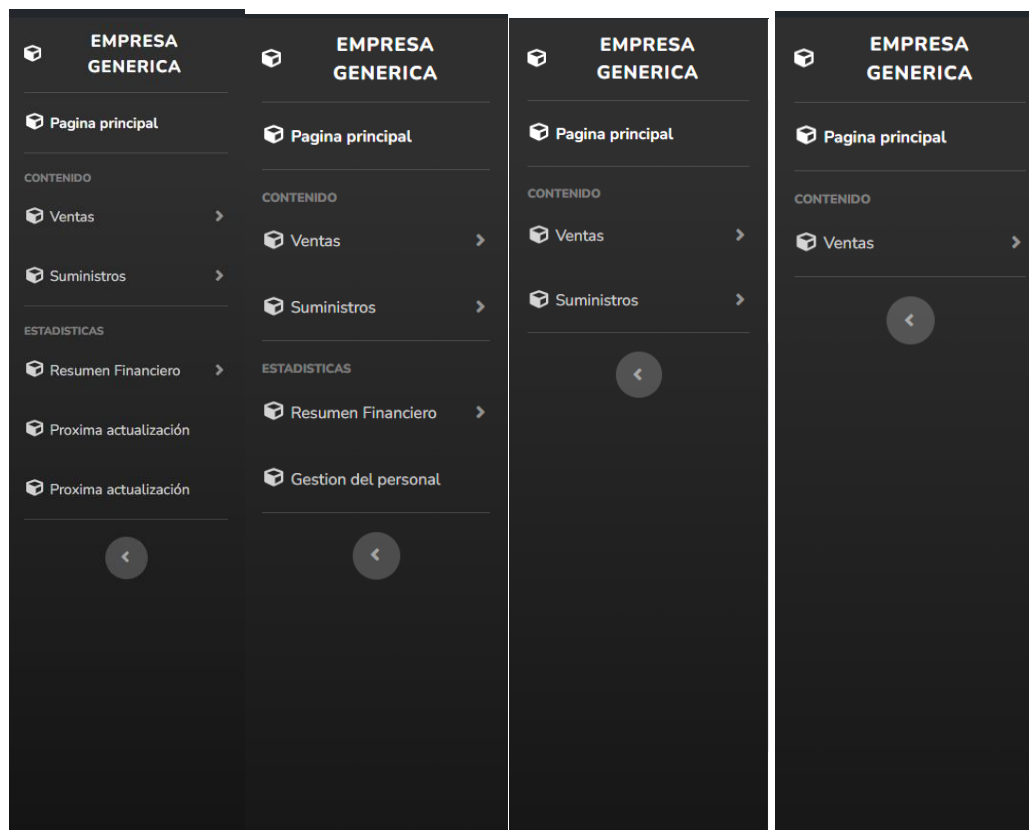 EMPRESA
GENERICA
Pagina principal
CONTENIDO
Ventas
Suministros
ESTADISTICAS
Resumen Financiero
Proxima actualización
Proxima actualización
EMPRESA
GENERICA
Pagina principal
CONTENIDO
Ventas
Suministros
ESTADISTICAS
Resumen Financiero
Gestion del personal
EMPRESA
GENERICA
Pagina principal
CONTENIDO
Ventas
Suministros
EMPRESA
GENERICA
Pagina principal
CONTENIDO
Ventas